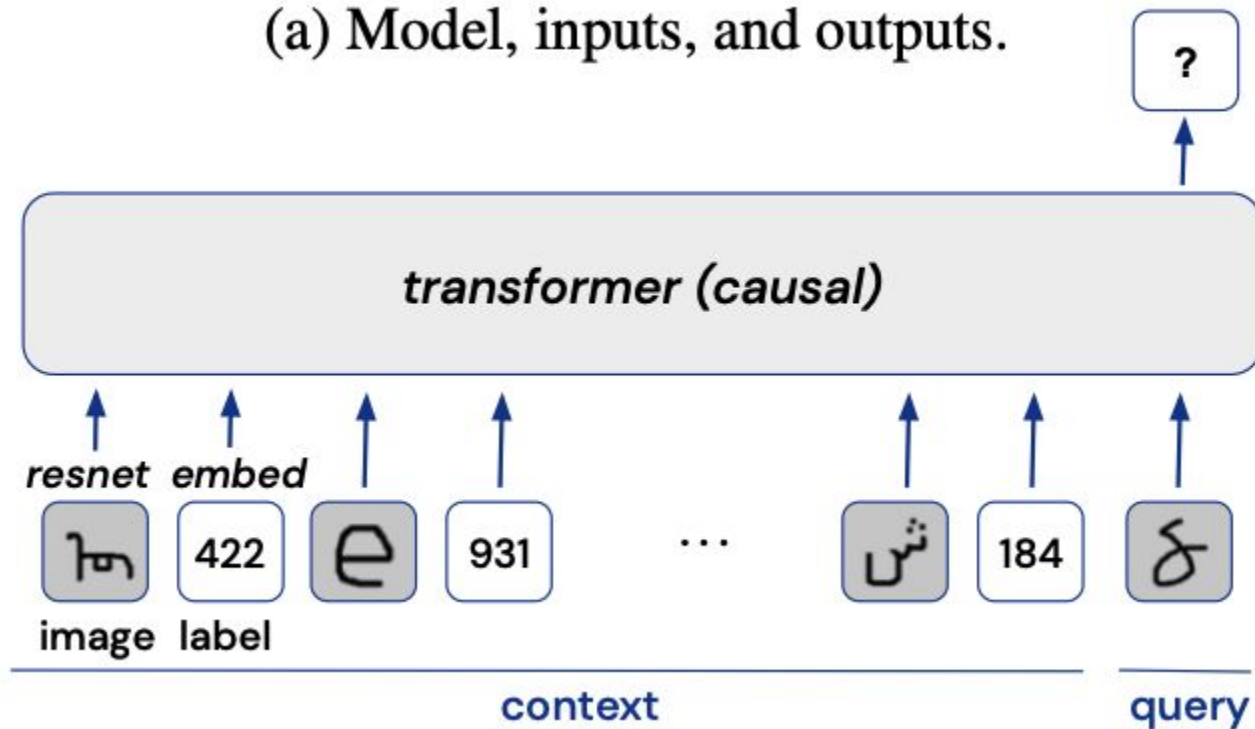 (a) Model, inputs, and outputs.
?
transformer (causal)
resnet embed
422 e 931 ... ش 184
image label
context query